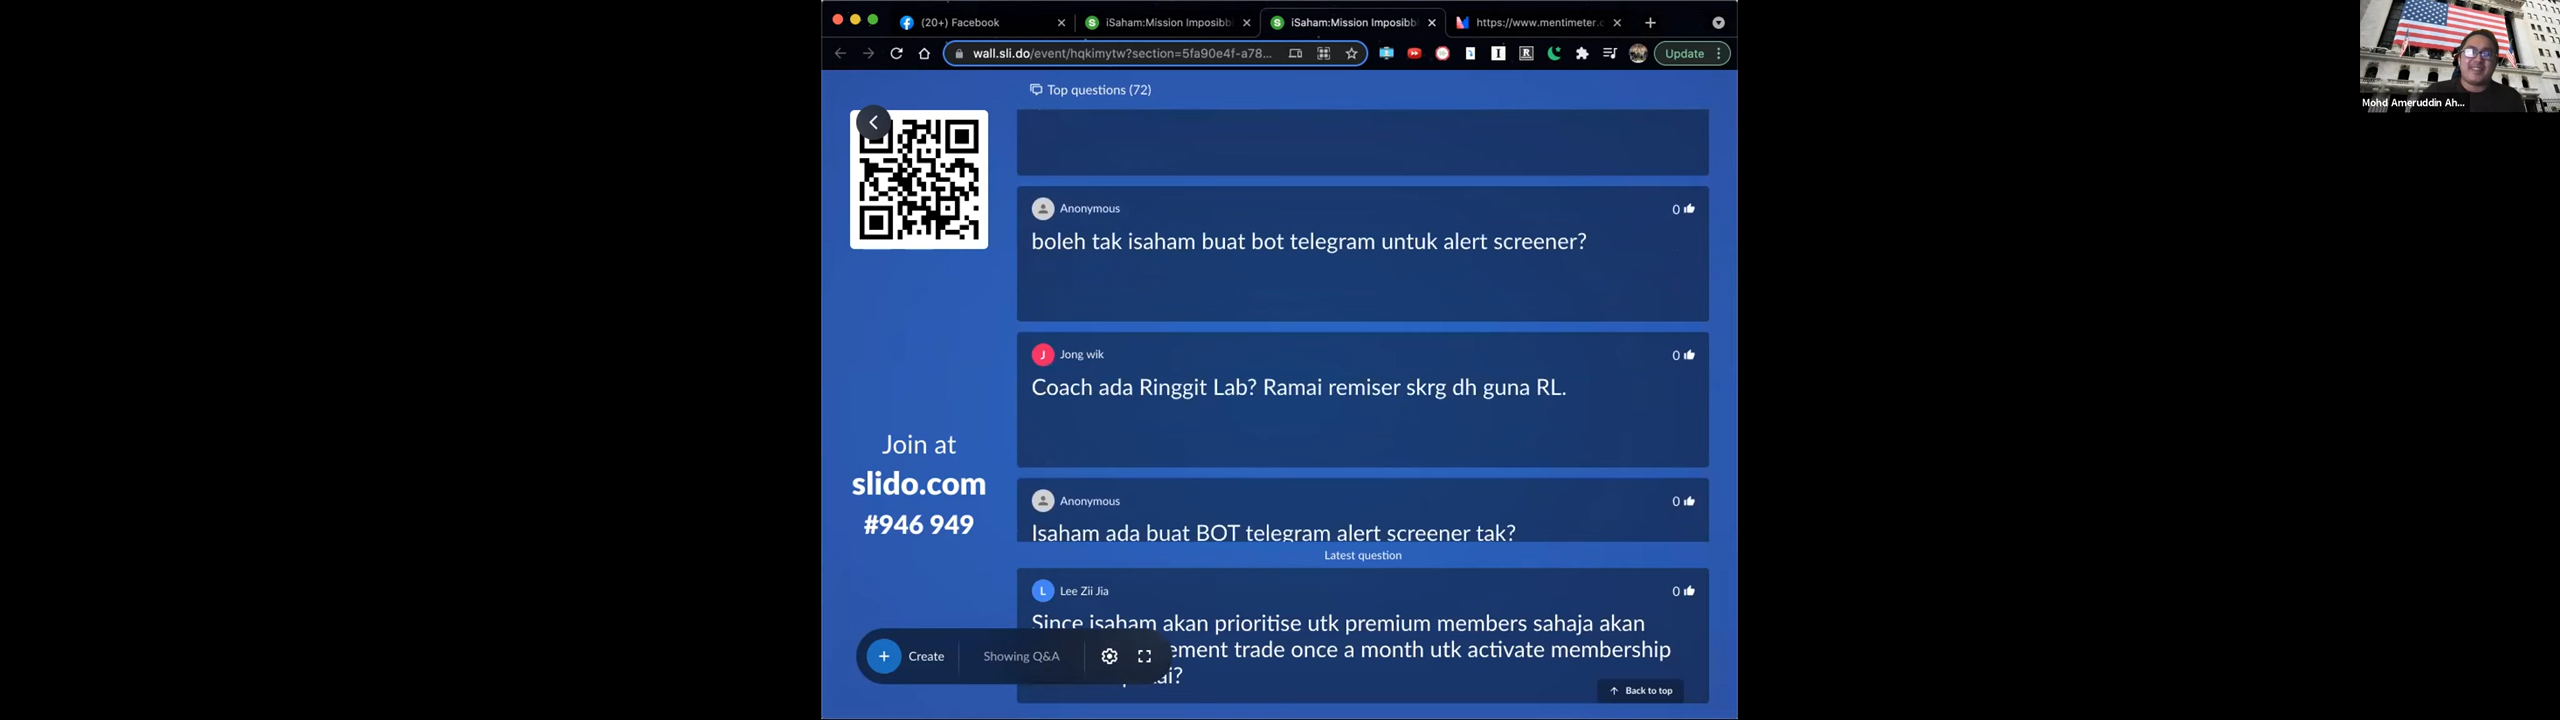 (20+) Facebook
iSaham:Mission Imposibb
iSaham:Mission Imposibb
https://www.mentimeter.c
wall.sli.do/event/hqkimytw?section=5fa90e4f-a78...
Update
Mohd Ameruddin Ah...
Top questions (72)
Anonymous
0
boleh tak isaham buat bot telegram untuk alert screener?
J
Jong wik
0
Coach ada Ringgit Lab? Ramai remiser skrg dh guna RL.
Join at
slido.com
#946 949
Anonymous
0
Isaham ada buat BOT telegram alert screener tak?
Latest question
L
Lee Zii Jia
0
Since isaham akan prioritise utk premium members sahaja akan
ement trade once a month utk activate membership
ai?
Create
Showing Q&A
Back to top